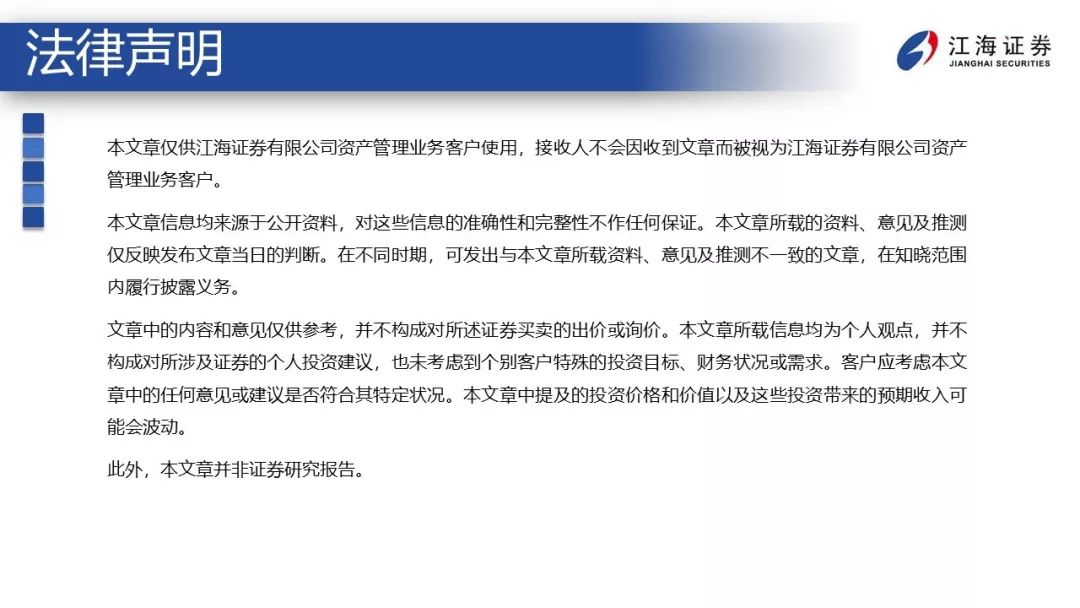 法律声明
江海证券
JIANGHAI SECURITIES
本文章仅供江海证券有限公司资产管理业务客户使用，接收人不会因收到文章而被视为江海证券有限公司资产
管理业务客户。
本文章信息均来源于公开资料，对这些信息的准确性和完整性不作任何保证。本文章所载的资料、意见及推测
仅反映发布文章当日的判断。在不同时期，可发出与本文章所载资料、意见及推测不一致的文章，在知晓范围
内履行披露义务。
文章中的内容和意见仅供参考，并不构成对所述证券买卖的出价或询价。本文章所载信息均为个人观点，并不
构成对所涉及证券的个人投资建议，也未考虑到个别客户特殊的投资目标、财务状况或需求。客户应考虑本文
章中的任何意见或建议是否符合其特定状况。本文章中提及的投资价格和价值以及这些投资带来的预期收入可
能会波动。
此外，本文章并非证券研究报告。